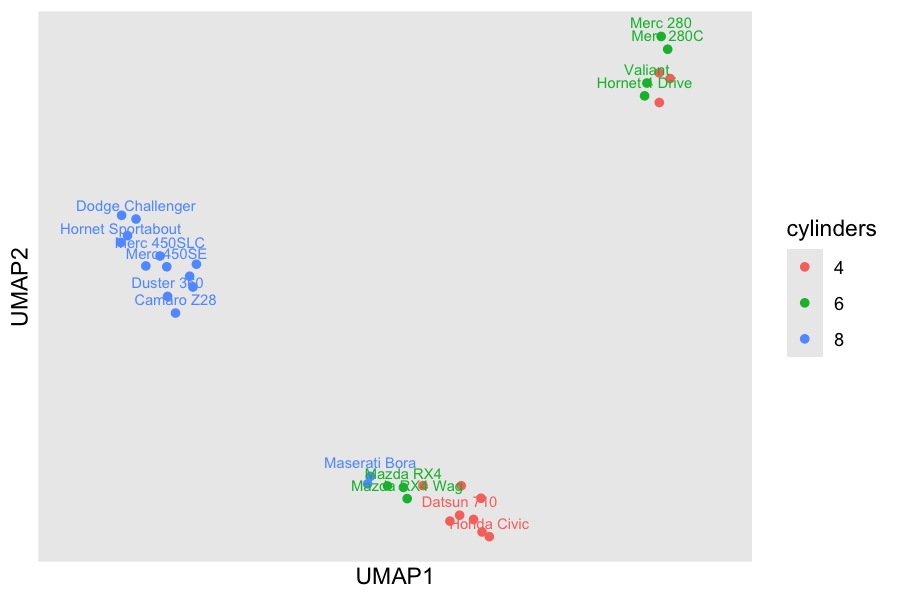 Merc 280
Merc 280C
Valiant
Hornet 4 Drive
Dodge Challenger
Hornet Sportabout
Merc 450SLC
Merc 450SE
Duster 360
Camaro Z28
Maserati Bora
Mazda RX4
Mazda RX4 Wag
Datsun 710
Honda Civic
UMAP1
UMAP2
cylinders
4
6
8